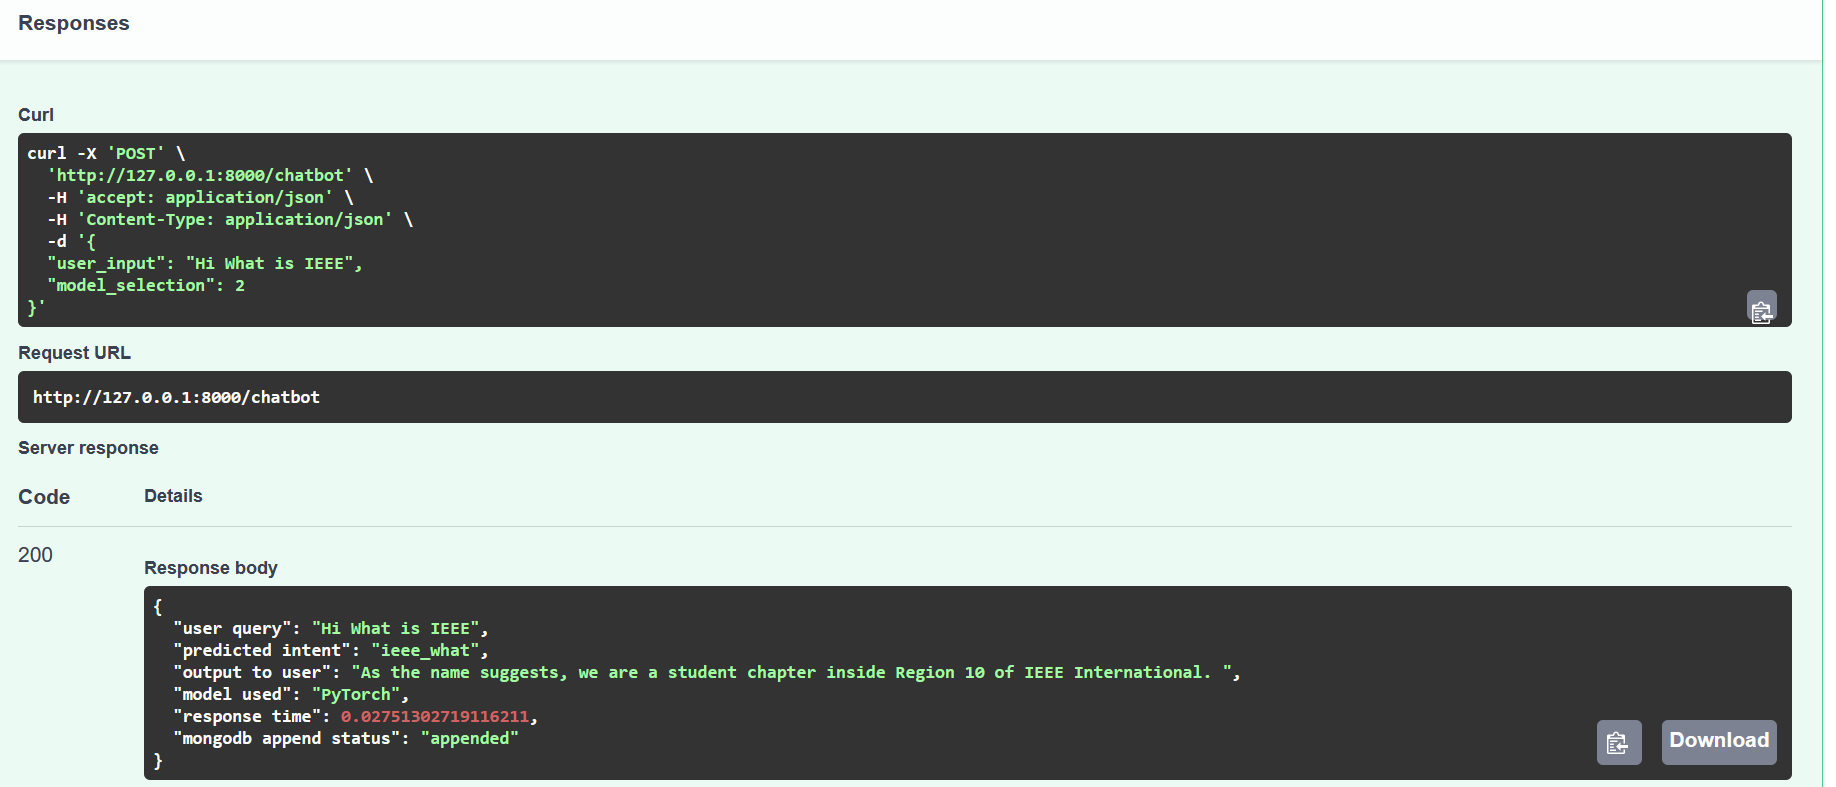 Responses
Curl
curl -X 'POST' \
  'http://127.0.0.1:8000/chatbot' \
  -H 'accept: application/json' \
  -H 'Content-Type: application/json' \
  -d '{
  "user_input": "Hi What is IEEE",
  "model_selection": 2
}'
Request URL
http://127.0.0.1:8000/chatbot
Server response
Code Details
200
Response body
{
  "user query": "Hi What is IEEE",
  "predicted intent": "ieee_what",
  "output to user": "As the name suggests, we are a student chapter inside Region 10 of IEEE International. ",
  "model used": "PyTorch",
  "response time": 0.02751302719116211,
  "mongodb append status": "appended"
}
Download